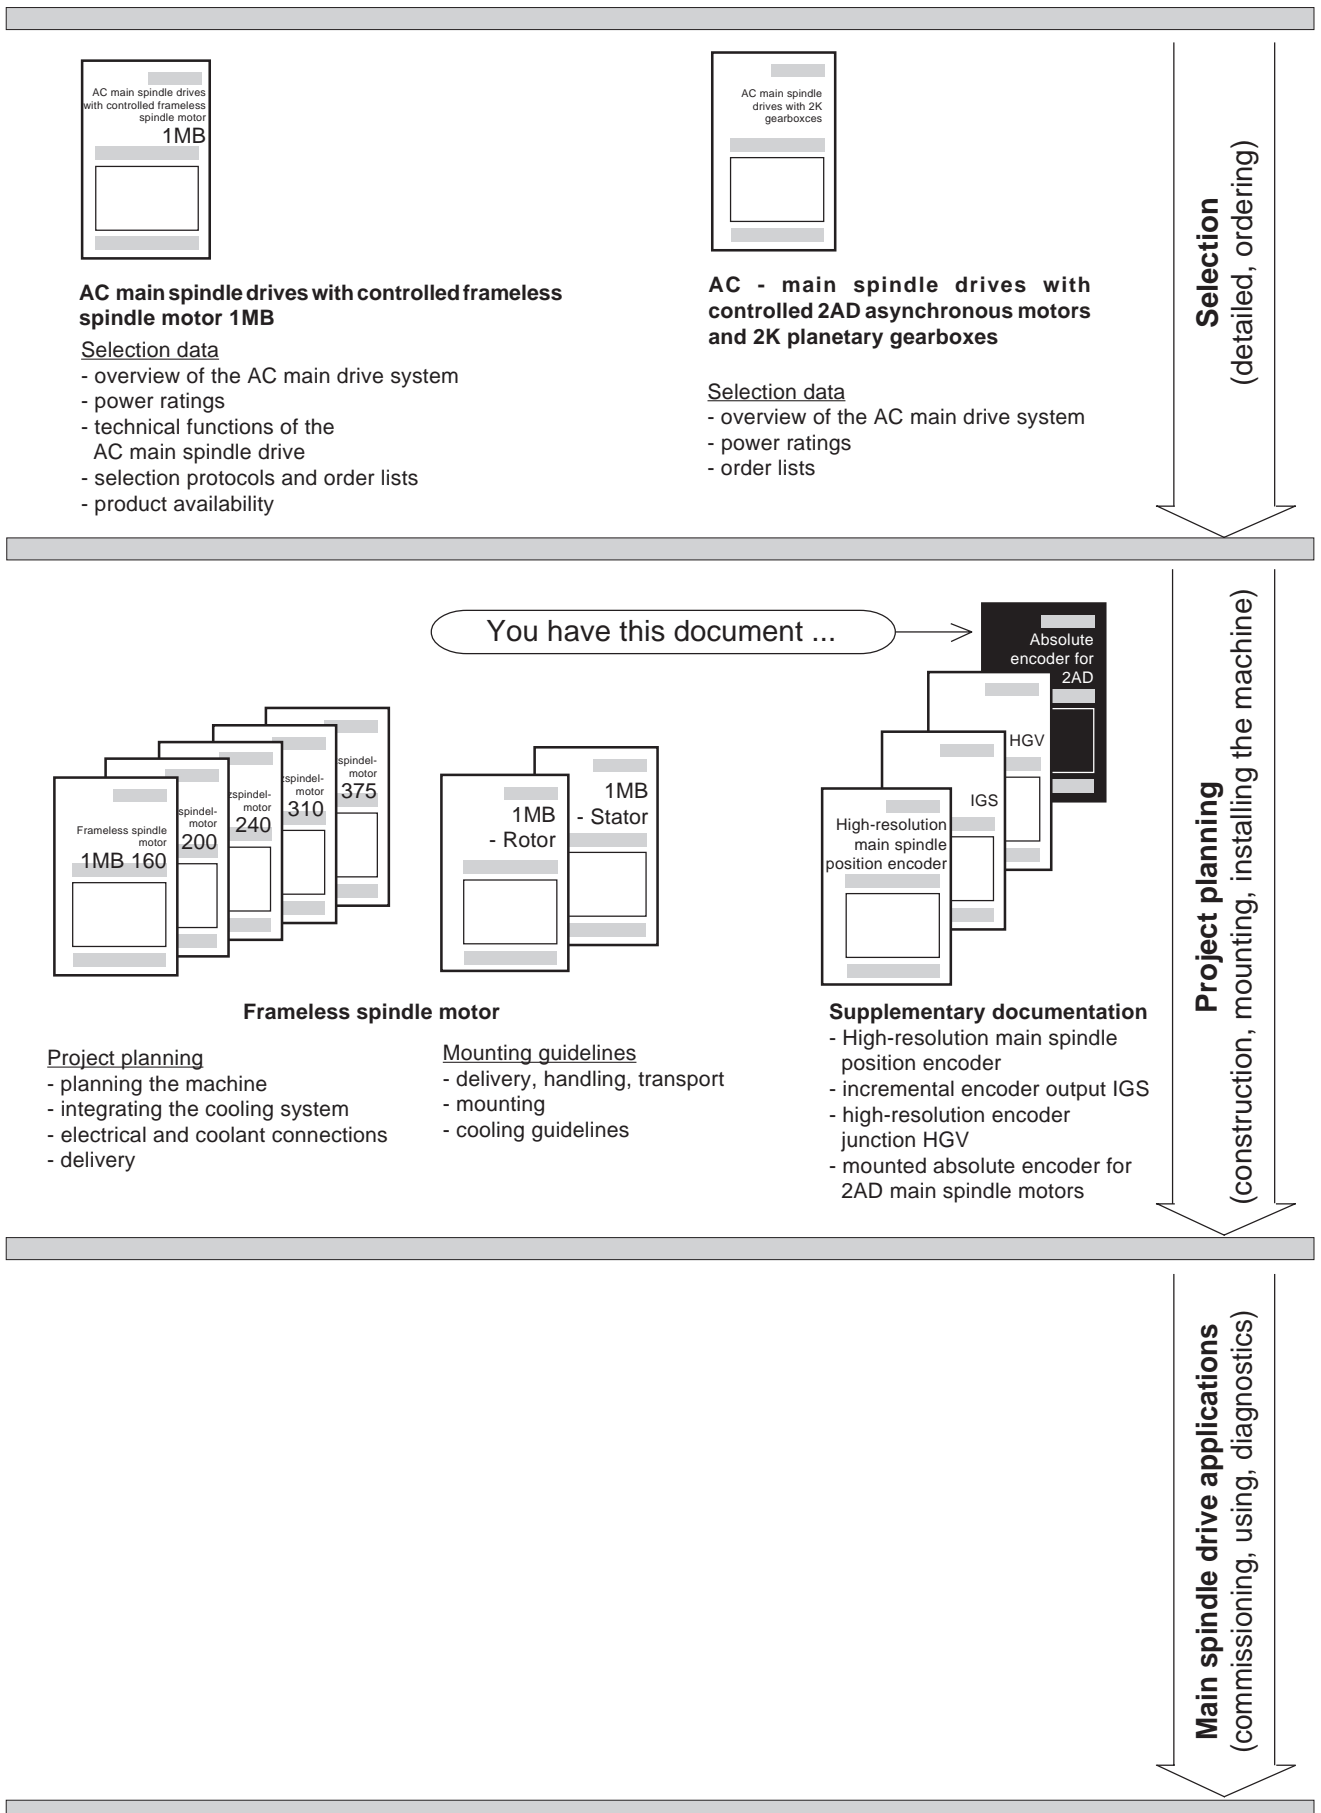 AC main spindle drives
with controlled frameless
spindle motor
1MB
AC main spindle
drives with 2K
gearboxces
AC main spindle drives with controlled frameless
spindle motor 1MB
Selection data
- overview of the AC main drive system
- power ratings
- technical functions of the
AC main spindle drive
- selection protocols and order lists
- product availability
AC - main spindle drives with
controlled 2AD asynchronous motors
and 2K planetary gearboxes
Selection data
- overview of the AC main drive system
- power ratings
- order lists
Selection
(detailed, ordering)
You have this document ...
Frameless spindle
motor
1MB 160
spindel-
motor
200
zspindel-
motor
240
zspindel-
motor
310
spindel-
motor
375
1MB
- Rotor
1MB
- Stator
High-resolution
main spindle
position encoder
IGS
HGV
Absolute
encoder for
2AD
Frameless spindle motor
Project planning
- planning the machine
- integrating the cooling system
- electrical and coolant connections
- delivery
Mounting guidelines
- delivery, handling, transport
- mounting
- cooling guidelines
Supplementary documentation
- High-resolution main spindle
position encoder
- incremental encoder output IGS
- high-resolution encoder
junction HGV
- mounted absolute encoder for
2AD main spindle motors
Project planning
(construction, mounting, installing the machine)
Main spindle drive applications
(commissioning, using, diagnostics)